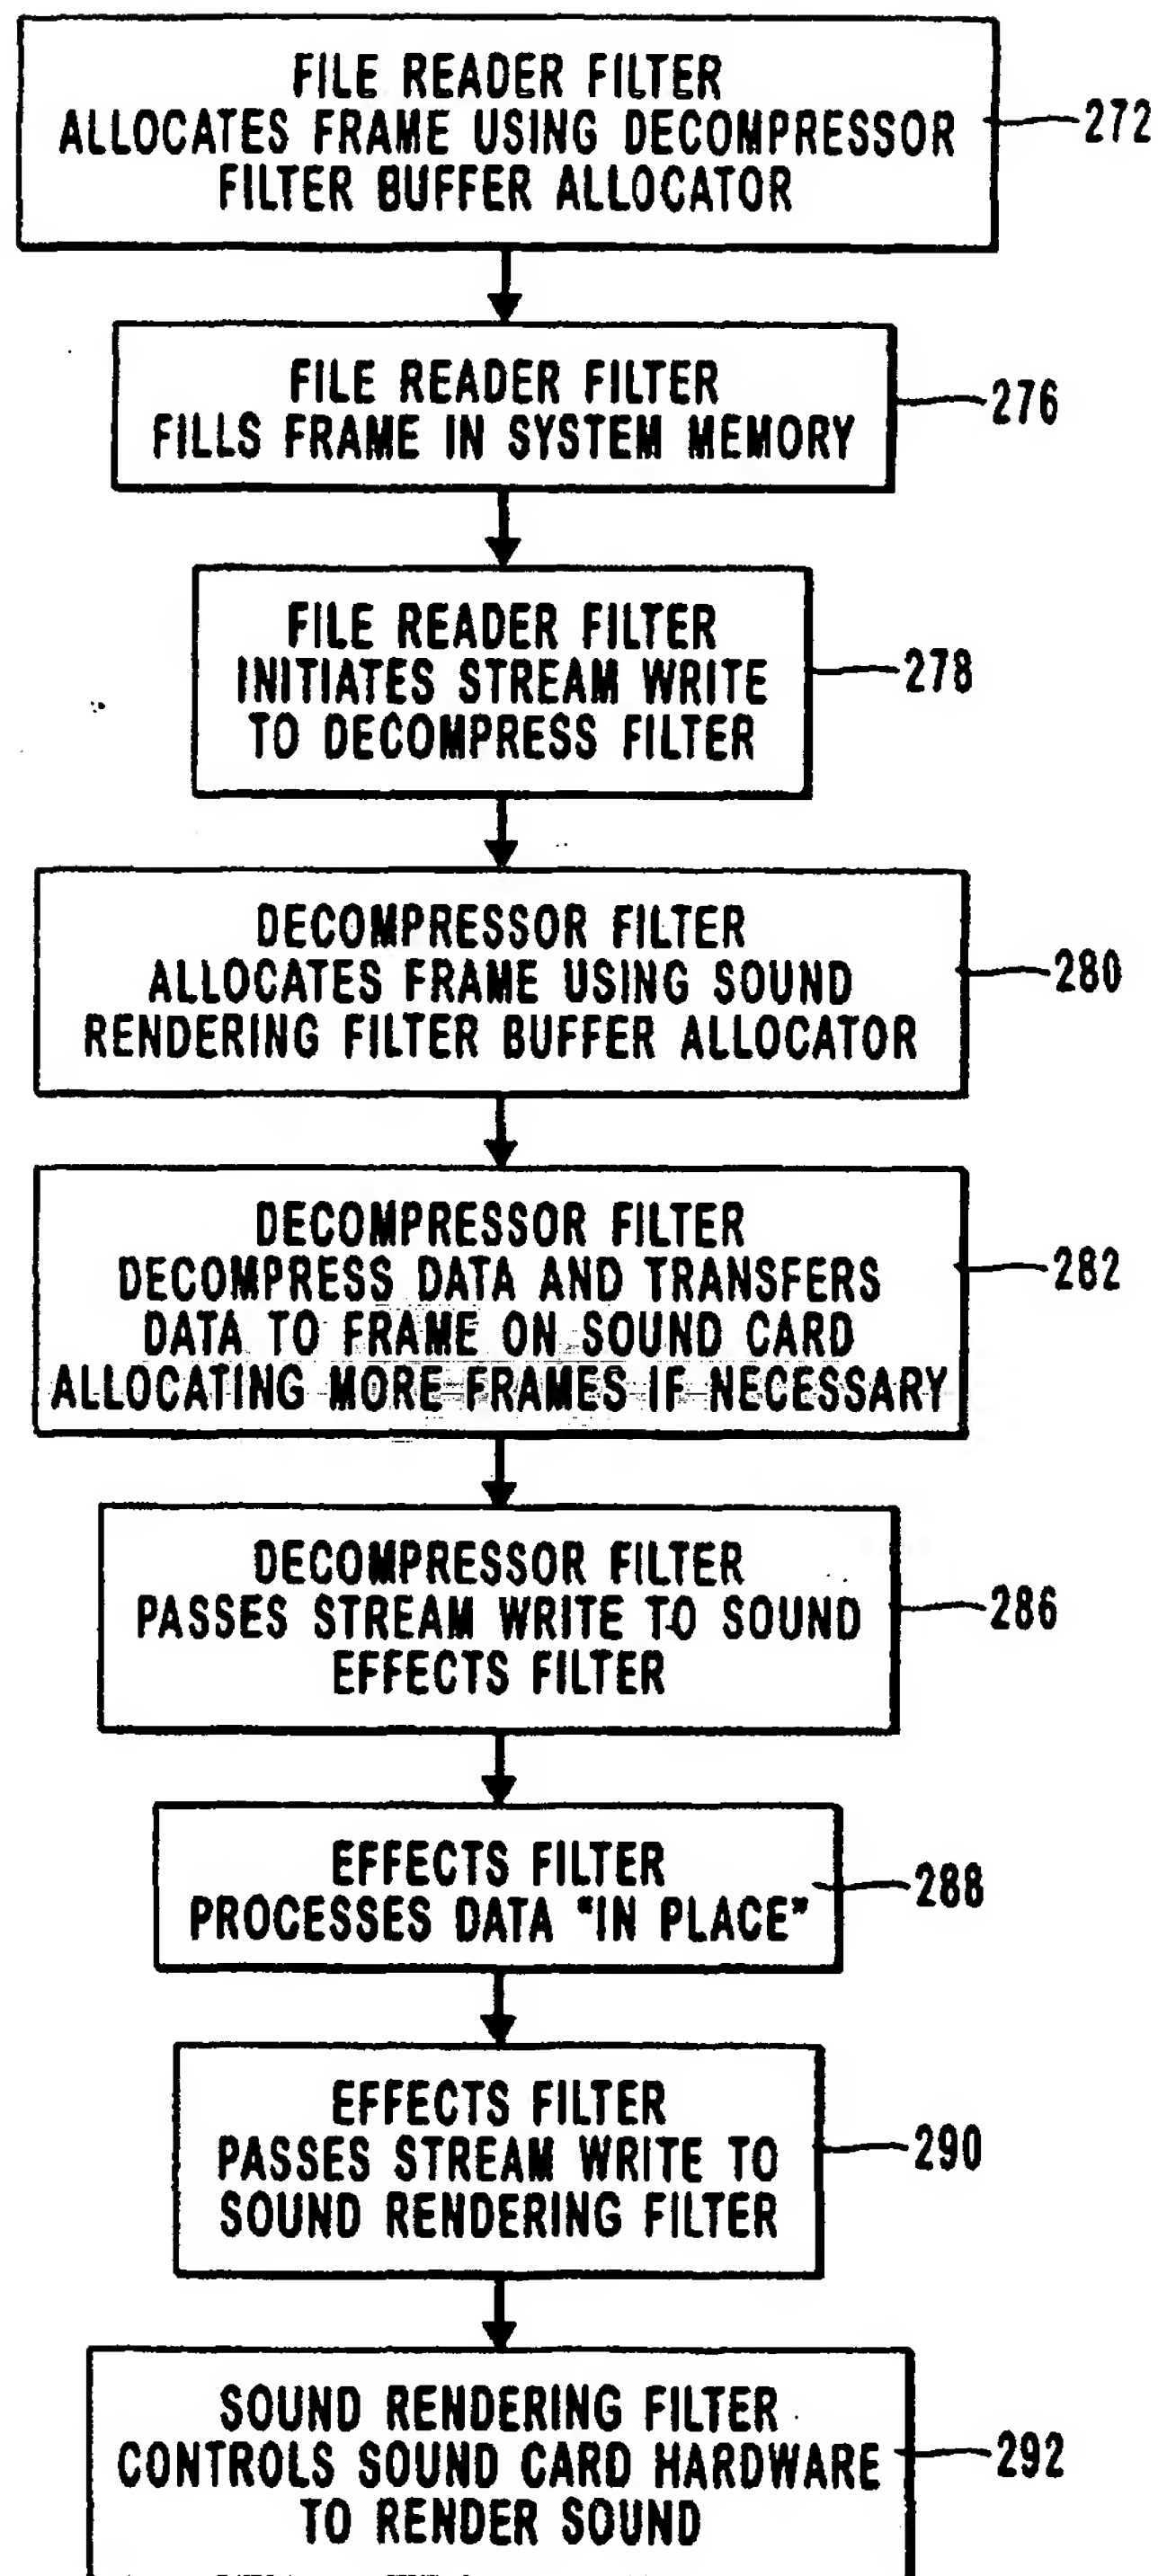 FILE READER FILTER
ALLOCATES FRAME USING DECOMPRESSOR
FILTER BUFFER ALLOCATOR
272
FILE READER FILTER
FILLS FRAME IN SYSTEM MEMORY
276
FILE READER FILTER
INITIATES STREAM WRITE
TO DECOMPRESS FILTER
278
DECOMPRESSOR FILTER
ALLOCATES FRAME USING SOUND
RENDERING FILTER BUFFER ALLOCATOR
280
DECOMPRESSOR FILTER
DECOMPRESS DATA AND TRANSFERS
DATA TO FRAME ON SOUND CARD
ALLOCATING MORE FRAMES IF NECESSARY
282
DECOMPRESSOR FILTER
PASSES STREAM WRITE TO SOUND
EFFECTS FILTER
286
EFFECTS FILTER
PROCESSES DATA "IN PLACE"
288
EFFECTS FILTER
PASSES STREAM WRITE TO
SOUND RENDERING FILTER
290
SOUND RENDERING FILTER
CONTROLS SOUND CARD HARDWARE
TO RENDER SOUND
292